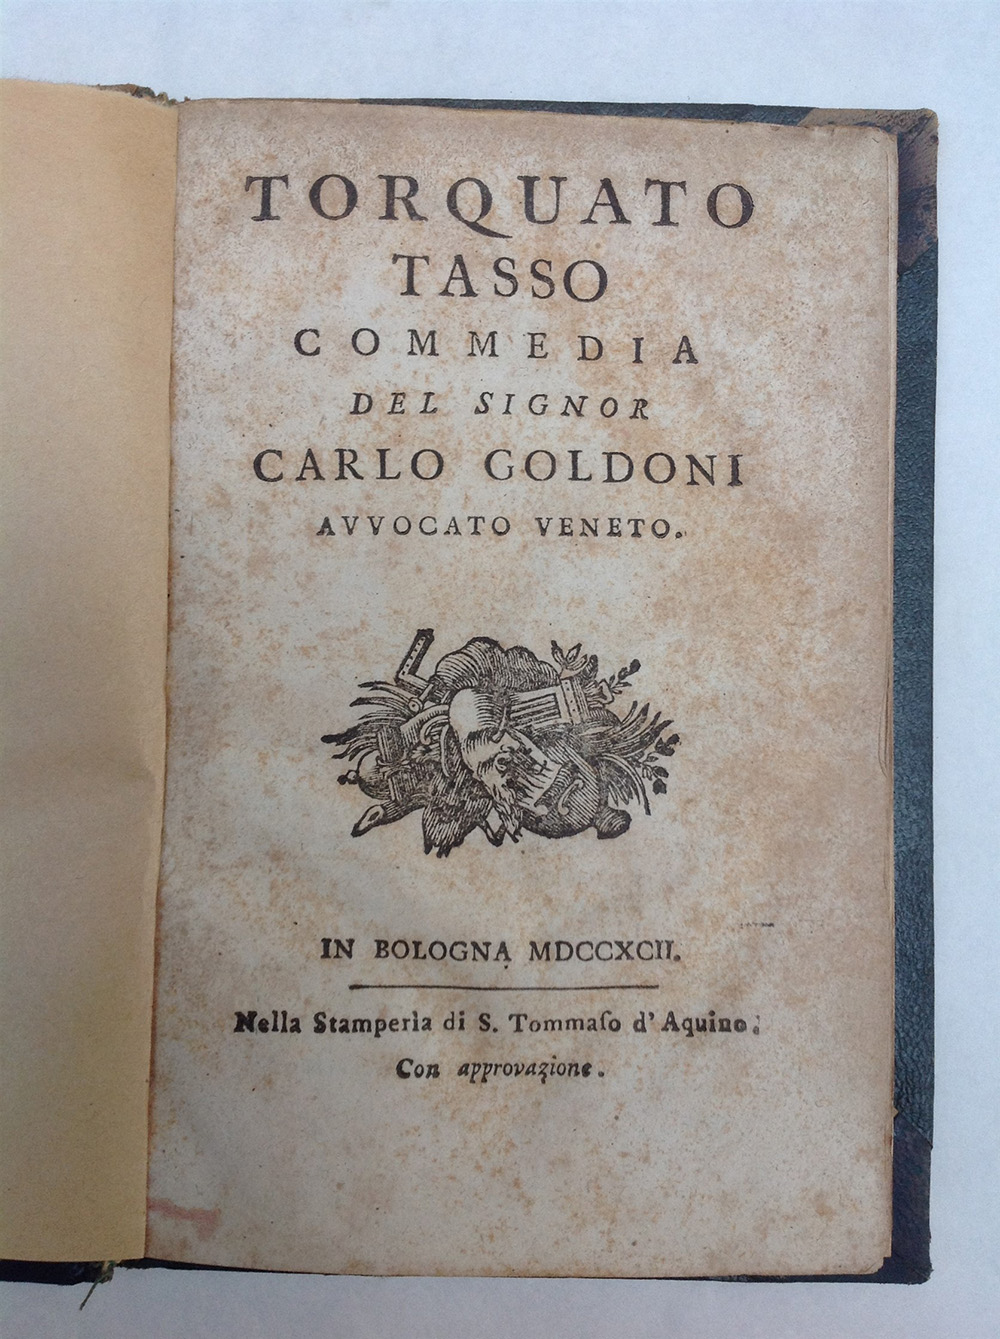 TORQUATO
TASSO
COMMEDIA
DEL SIGNOR
CARLO GOLDONI
AVVOCATO VENETO.
IN BOLOGNA MDCCXCII.
Nella Stamperia di S. Tommaſo d'Aquino.
Con approvazione.